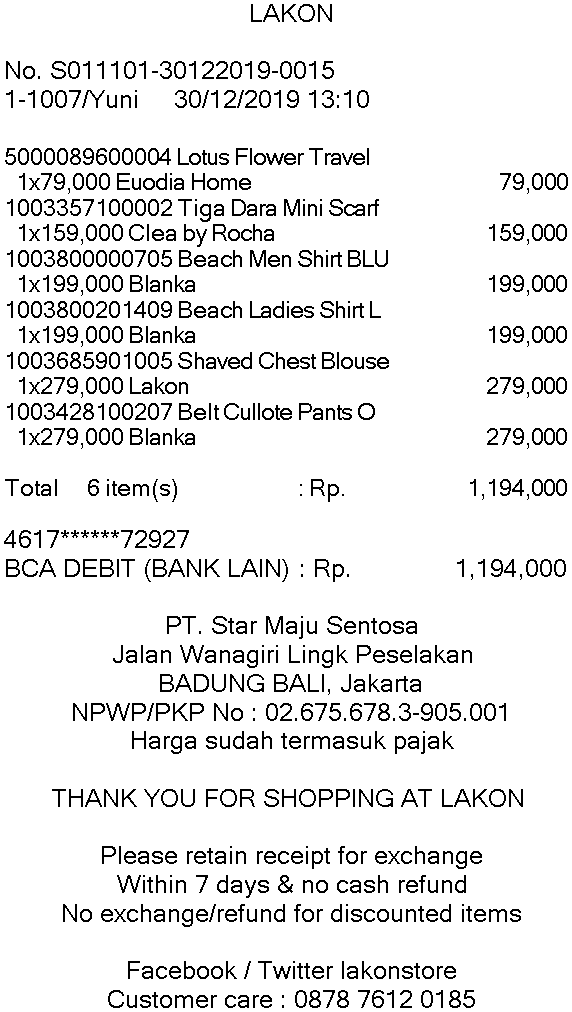 LAKON
No. S011101-30122019-0015
1-1007/Yuni 30/12/2019 13:10
5000089600004 Lotus Flower Travel
1x79,000 Euodia Home 79,000
1003357100002 Tiga Dara Mini Scarf
1x159,000 Clea by Rocha 159,000
1003800000705 Beach Men Shirt BLU
1x199,000 Blanka 199,000
1003800201409 Beach Ladies Shirt L
1x199,000 Blanka 199,000
1003685901005 Shaved Chest Blouse
1x279,000 Lakon 279,000
1003428100207 Belt Cullote Pants O
1x279,000 Blanka 279,000
Total 6 item(s) : Rp. 1,194,000
4617******72927
BCA DEBIT (BANK LAIN) : Rp. 1,194,000
PT. Star Maju Sentosa
Jalan Wanagiri Lingk Peselakan
BADUNG BALI, Jakarta
NPWP/PKP No : 02.675.678.3-905.001
Harga sudah termasuk pajak
THANK YOU FOR SHOPPING AT LAKON
Please retain receipt for exchange
Within 7 days & no cash refund
No exchange/refund for discounted items
Facebook / Twitter lakonstore
Customer care : 0878 7612 0185